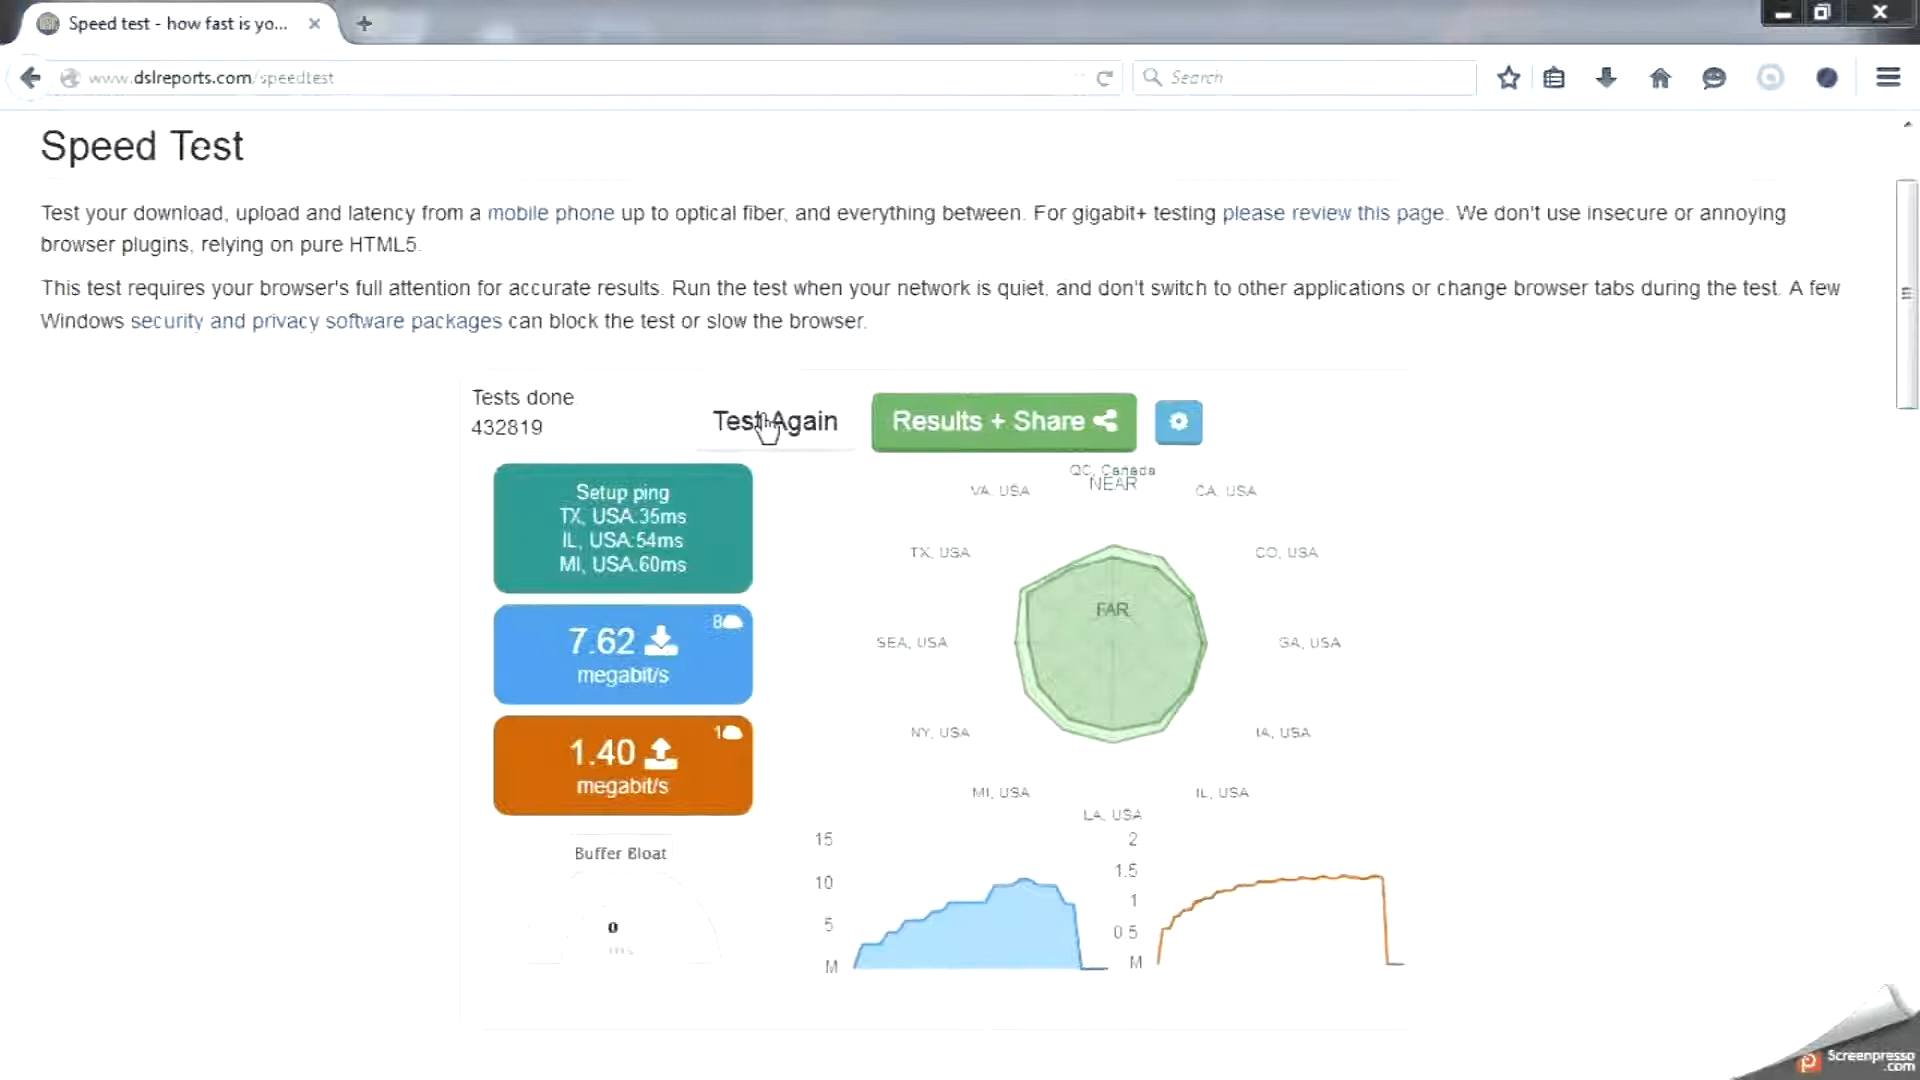 Speed test - how fast is yo...
www.dslreports.com/speedtest
Search
Speed Test
Test your download, upload and latency from a mobile phone up to optical fiber, and everything between. For gigabit+ testing please review this page. We don't use insecure or annoying
browser plugins, relying on pure HTML5.
This test requires your browser's full attention for accurate results. Run the test when your network is quiet, and don't switch to other applications or change browser tabs during the test. A few
Windows security and privacy software packages can block the test or slow the browser.
Tests done
432819
Test Again
Results + Share
Setup ping
TX, USA:35ms
IL, USA:54ms
MI, USA:60ms
8
7.62
megabit/s
1
1.40
megabit/s
Buffer Bloat
0
ms
QC, Canada
NEAR
VA, USA
CA, USA
TX, USA
CO, USA
FAR
SEA, USA
GA, USA
NY, USA
IA, USA
MI, USA
IL, USA
LA, USA
15
10
5
M
2
1.5
1
0.5
M
Screenpresso
.com